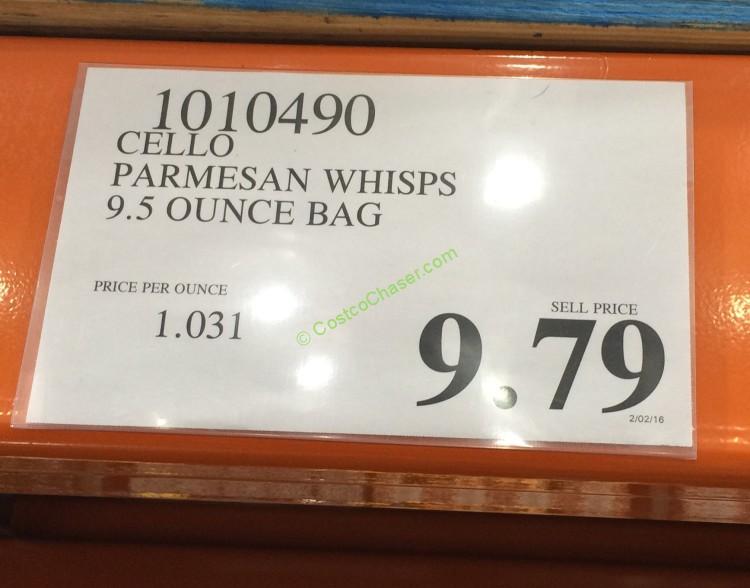 1010490
CELLO
PARMESAN WHISPS
9.5 OUNCE BAG
PRICE PER OUNCE
1.031
© CostcoChaser.com
SELL PRICE
9.79
2/02/16